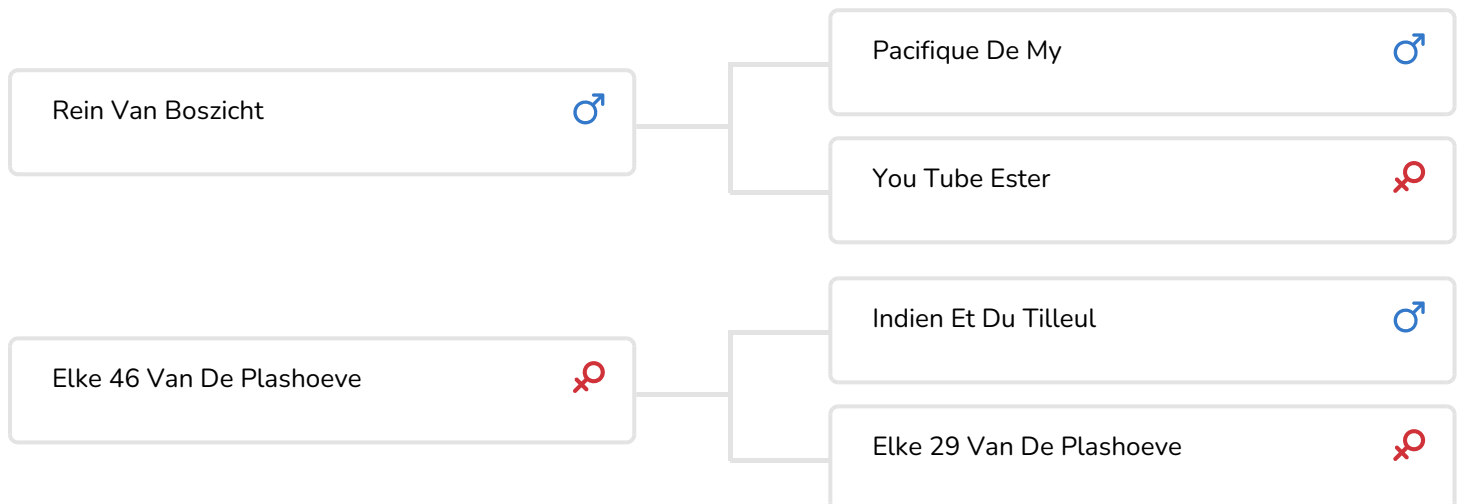 Pacifique De My
Rein Van Boszicht
You Tube Ester
Indien Et Du Tilleul
Elke 46 Van De Plashoeve
Elke 29 Van De Plashoeve